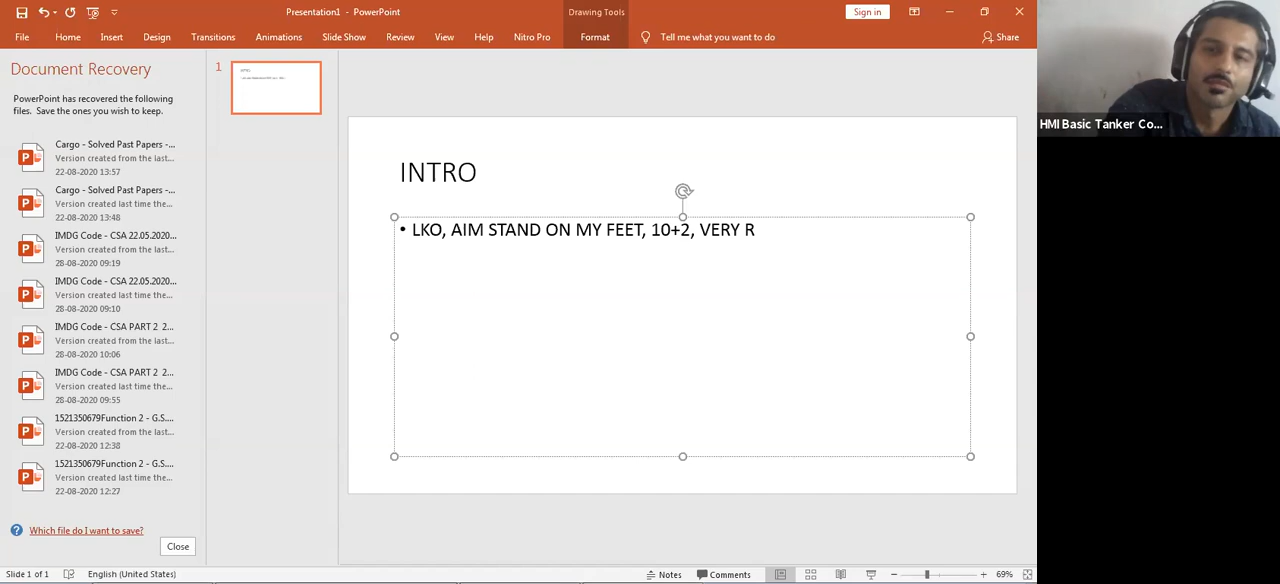 Presentation1 - PowerPoint
Drawing Tools
Sign in
File Home Insert Design Transitions Animations Slide Show Review View Help Nitro Pro Format Tell me what you want to do Share
Document Recovery
PowerPoint has recovered the following
files. Save the ones you wish to keep.
Cargo - Solved Past Papers -...
Version created from the last...
22-08-2020 13:57
Cargo - Solved Past Papers -...
Version created from the last...
22-08-2020 13:48
IMDG Code - CSA 22.05.2020...
Version created last time the...
28-08-2020 09:19
IMDG Code - CSA 22.05.2020...
Version created last time the...
28-08-2020 09:10
IMDG Code - CSA PART 2 2...
Version created last time the...
28-08-2020 10:06
IMDG Code - CSA PART 2 2...
Version created last time the...
28-08-2020 09:55
1521350679Function 2 - G.S....
Version created from the last...
22-08-2020 12:38
1521350679Function 2 - G.S....
Version created last time the...
22-08-2020 12:27
Which file do I want to save?
Close
1
INTRO
• LKO, AIM STAND ON MY FEET, 10+2, VERY R
HMI Basic Tanker Co...
Slide 1 of 1 English (United States) Notes Comments 69%